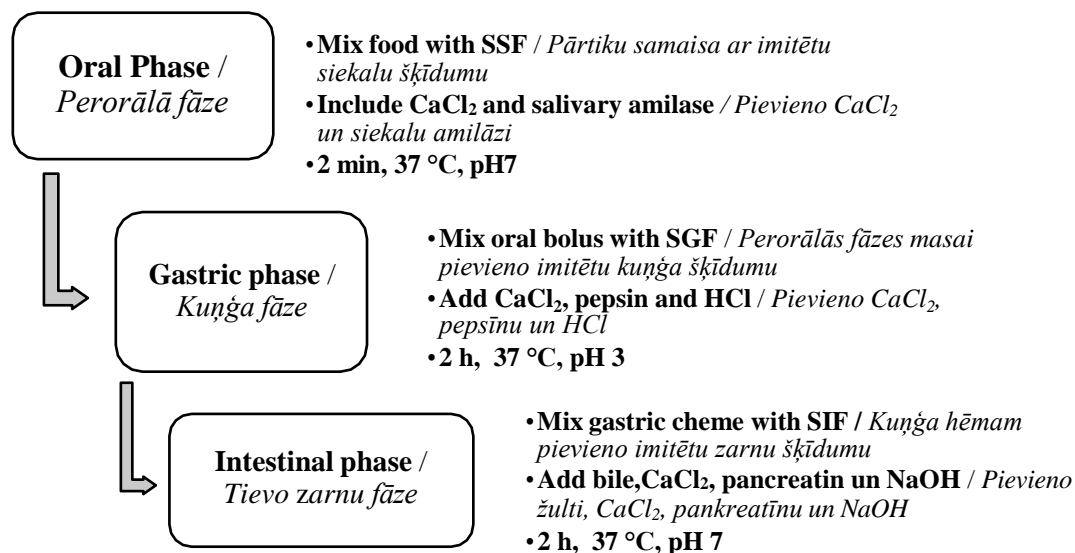 Oral Phase /
Perorālā fāze
•Mix food with SSF / Pārtiku samaisa ar imitētu
siekalu šķīdumu
•Include CaCl₂ and salivary amilase / Pievieno CaCl₂
un siekalu amilāzi
•2 min, 37 °C, pH7
Gastric phase /
Kuņģa fāze
•Mix oral bolus with SGF / Perorālās fāzes masai
pievieno imitētu kuņģa šķīdumu
•Add CaCl₂, pepsin and HCl / Pievieno CaCl₂,
pepsīnu un HCl
•2 h, 37 °C, pH 3
Intestinal phase /
Tievo zarnu fāze
•Mix gastric cheme with SIF / Kuņģa hēmam
pievieno imitētu zarnu šķīdumu
•Add bile,CaCl₂, pancreatin un NaOH / Pievieno
žulti, CaCl₂, pankreatīnu un NaOH
•2 h, 37 °C, pH 7